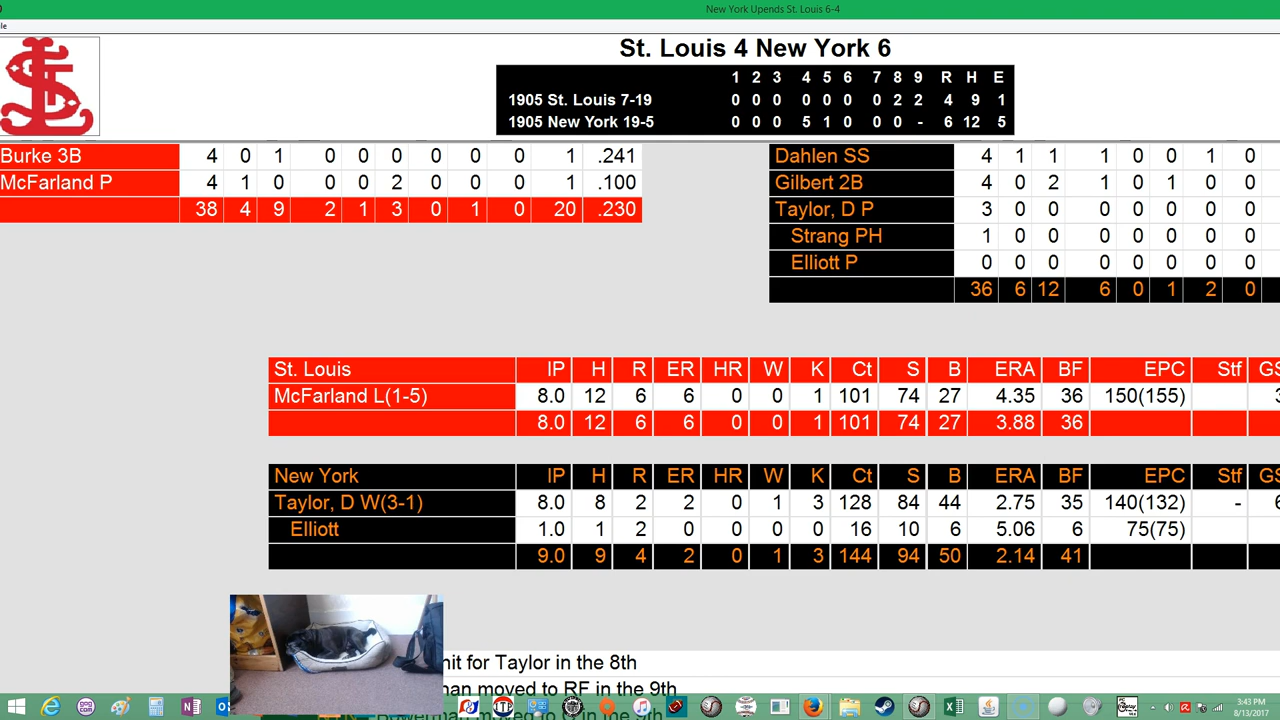 New York Upends St. Louis 6-4
le
St. Louis 4 New York 6
1 2 3 4 5 6 7 8 9 R H E
1905 St. Louis 7-19 0 0 0 0 0 0 0 2 2 4 9 1
1905 New York 19-5 0 0 0 5 1 0 0 0 - 6 12 5
Burke 3B 4 0 1 0 0 0 0 0 0 1 .241
McFarland P 4 1 0 0 0 2 0 0 0 1 .100
38 4 9 2 1 3 0 1 0 20 .230
Dahlen SS 4 1 1 1 0 0 1 0
Gilbert 2B 4 0 2 1 0 1 0 0
Taylor, D P 3 0 0 0 0 0 0 0
Strang PH 1 0 0 0 0 0 0 0
Elliott P 0 0 0 0 0 0 0 0
36 6 12 6 0 1 2 0
St. Louis IP H R ER HR W K Ct S B ERA BF EPC Stf GS
McFarland L(1-5) 8.0 12 6 6 0 0 1 101 74 27 4.35 36 150(155)
8.0 12 6 6 0 0 1 101 74 27 3.88 36
New York IP H R ER HR W K Ct S B ERA BF EPC Stf GS
Taylor, D W(3-1) 8.0 8 2 2 0 1 3 128 84 44 2.75 35 140(132) -
Elliott 1.0 1 2 0 0 0 0 16 10 6 5.06 6 75(75)
9.0 9 4 2 0 1 3 144 94 50 2.14 41
hit for Taylor in the 8th
man moved to RF in the 9th
3:43 PM
8/13/2017